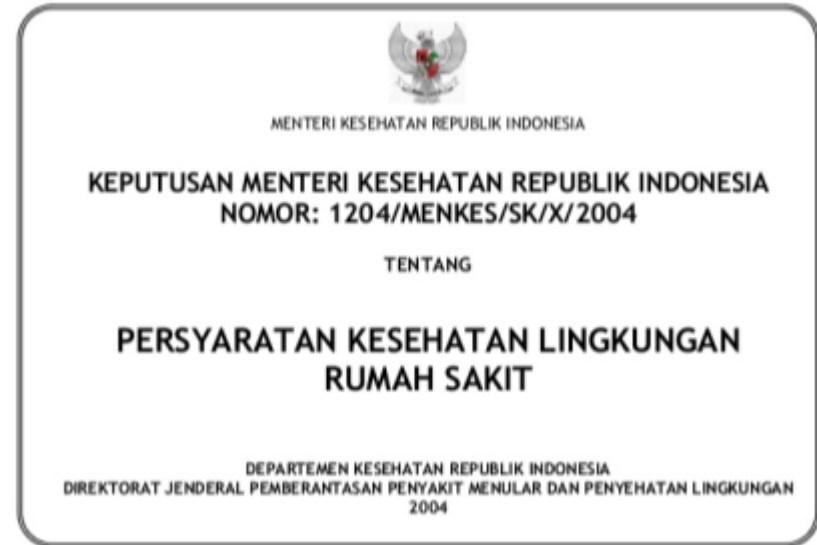 MENTERI KESEHATAN REPUBLIK INDONESIA
KEPUTUSAN MENTERI KESEHATAN REPUBLIK INDONESIA
NOMOR: 1204/MENKES/SK/X/2004
TENTANG
PERSYARATAN KESEHATAN LINGKUNGAN
RUMAH SAKIT
DEPARTEMEN KESEHATAN REPUBLIK INDONESIA
DIREKTORAT JENDERAL PEMBERANTASAN PENYAKIT MENULAR DAN PENYEHATAN LINGKUNGAN
2004